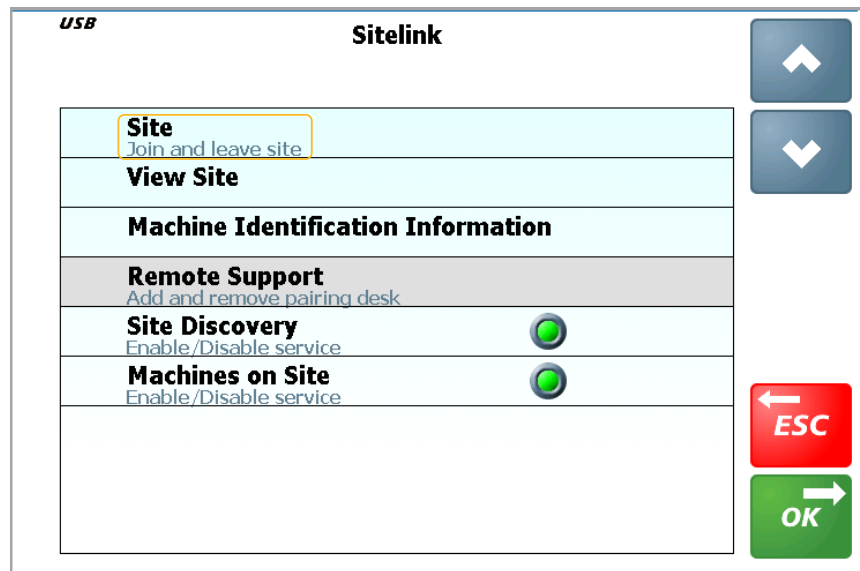 USB
Sitelink
Site
Join and leave site
View Site
Machine Identification Information
Remote Support
Add and remove pairing desk
Site Discovery
Enable/Disable service
Machines on Site
Enable/Disable service
ESC
OK